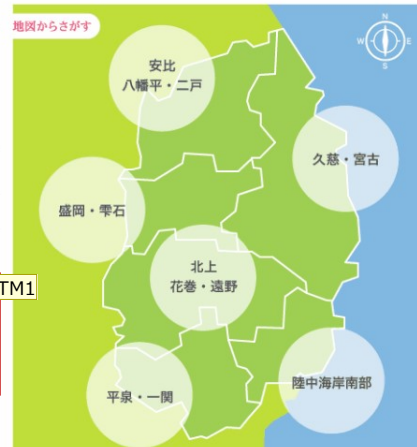 地図からさがす
N
W
E
S
安比
八幡平・二戸
久慈・宮古
盛岡・雫石
北上
花巻・遠野
TM1
平泉・一関
陸中海岸南部